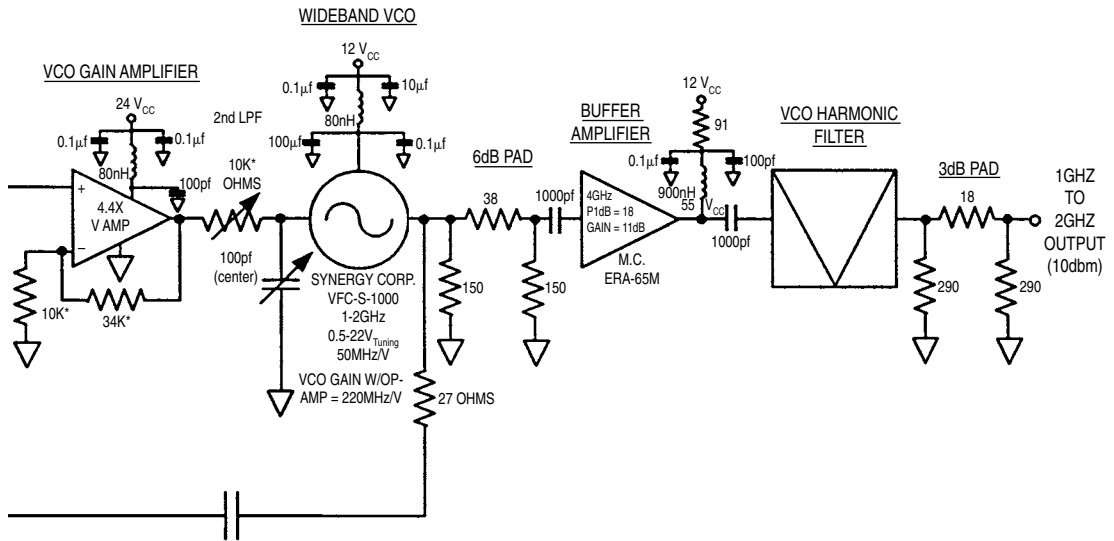 WIDEBAND VCO
12 VCC
0.1µf
10µf
80nH
100µf
0.1µf
VCO GAIN AMPLIFIER
24 VCC
0.1µf
0.1µf
80nH
100pf
+
4.4X
V AMP
−
10K*
34K*
2nd LPF
10K*
OHMS
100pf
(center)
SYNERGY CORP.
VFC-S-1000
1-2GHz
0.5-22VTuning
50MHz/V
VCO GAIN W/OP-
AMP = 220MHz/V
27 OHMS
6dB PAD
38
150
150
1000pf
BUFFER
AMPLIFIER
4GHz
P1dB = 18
GAIN = 11dB
M.C.
ERA-65M
12 VCC
91
0.1µf
100pf
900nH
55 VCC
1000pf
VCO HARMONIC
FILTER
3dB PAD
18
290
290
1GHZ
TO
2GHZ
OUTPUT
(10dbm)